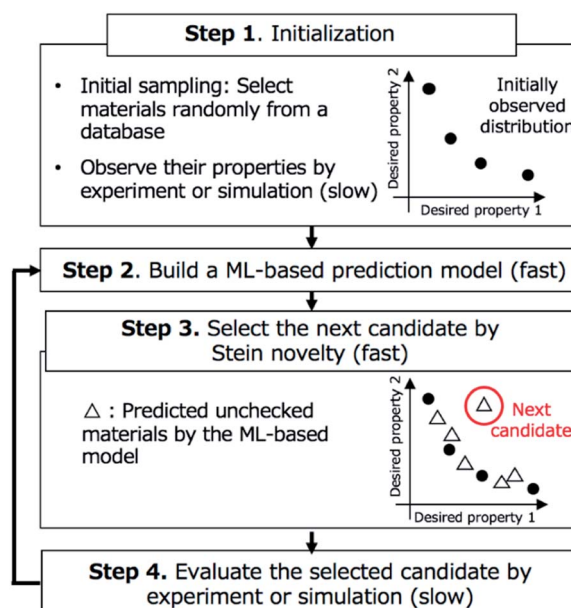 Step 1. Initialization
• Initial sampling: Select
materials randomly from a
database
• Observe their properties by
experiment or simulation (slow)
Desired property 2
Initially
observed
distribution
Desired property 1
Step 2. Build a ML-based prediction model (fast)
Step 3. Select the next candidate by
Stein novelty (fast)
△ : Predicted unchecked
materials by the ML-based
model
Desired property 2
Next
candidate
Desired property 1
Step 4. Evaluate the selected candidate by
experiment or simulation (slow)